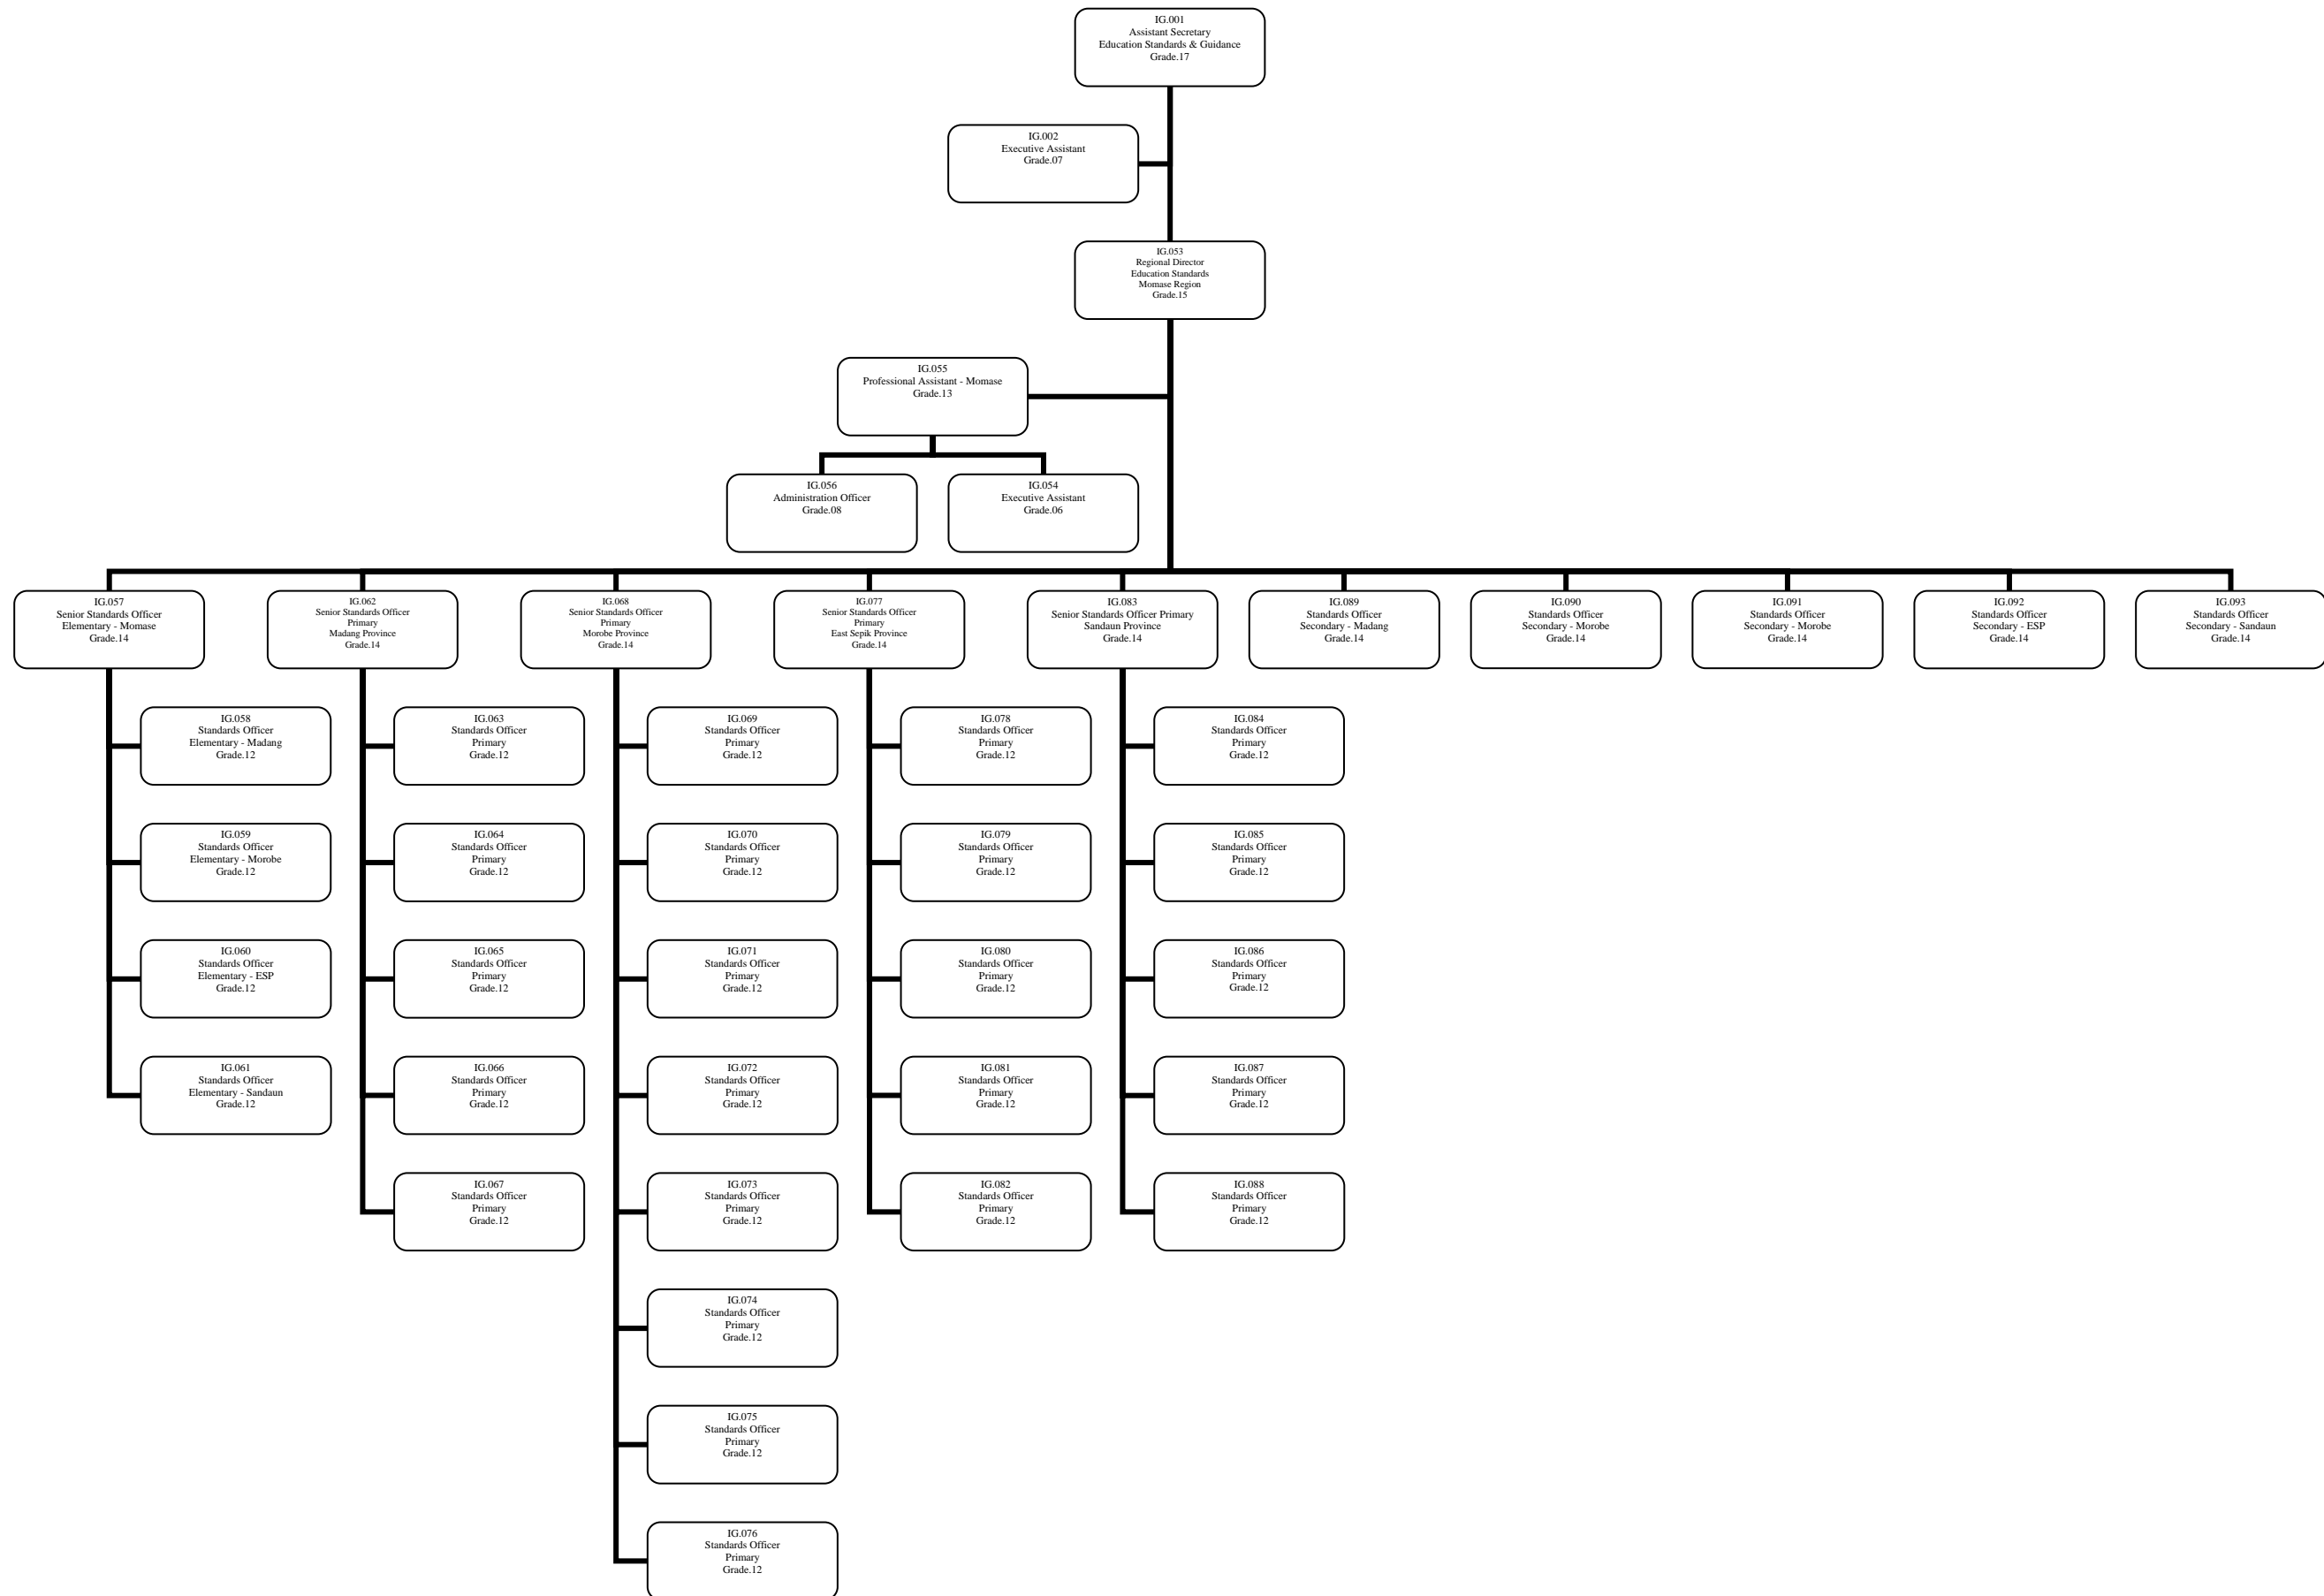 IG.001
Assistant Secretary
Education Standards & Guidance
Grade.17
IG.002
Executive Assistant
Grade.07
IG.053
Regional Director
Education Standards
Momase Region
Grade.15
IG.055
Professional Assistant - Momase
Grade.13
IG.056
Administration Officer
Grade.08
IG.054
Executive Assistant
Grade.06
IG.057
Senior Standards Officer
Elementary - Momase
Grade.14
IG.062
Senior Standards Officer
Primary
Madang Province
Grade.14
IG.068
Senior Standards Officer
Primary
Morobe Province
Grade.14
IG.077
Senior Standards Officer
Primary
East Sepik Province
Grade.14
IG.083
Senior Standards Officer Primary
Sandaun Province
Grade.14
IG.089
Standards Officer
Secondary - Madang
Grade.14
IG.090
Standards Officer
Secondary - Morobe
Grade.14
IG.091
Standards Officer
Secondary - Morobe
Grade.14
IG.092
Standards Officer
Secondary - ESP
Grade.14
IG.093
Standards Officer
Secondary - Sandaun
Grade.14
IG.058
Standards Officer
Elementary - Madang
Grade.12
IG.063
Standards Officer
Primary
Grade.12
IG.069
Standards Officer
Primary
Grade.12
IG.078
Standards Officer
Primary
Grade.12
IG.084
Standards Officer
Primary
Grade.12
IG.059
Standards Officer
Elementary - Morobe
Grade.12
IG.064
Standards Officer
Primary
Grade.12
IG.070
Standards Officer
Primary
Grade.12
IG.079
Standards Officer
Primary
Grade.12
IG.085
Standards Officer
Primary
Grade.12
IG.060
Standards Officer
Elementary - ESP
Grade.12
IG.065
Standards Officer
Primary
Grade.12
IG.071
Standards Officer
Primary
Grade.12
IG.080
Standards Officer
Primary
Grade.12
IG.086
Standards Officer
Primary
Grade.12
IG.061
Standards Officer
Elementary - Sandaun
Grade.12
IG.066
Standards Officer
Primary
Grade.12
IG.072
Standards Officer
Primary
Grade.12
IG.081
Standards Officer
Primary
Grade.12
IG.087
Standards Officer
Primary
Grade.12
IG.067
Standards Officer
Primary
Grade.12
IG.073
Standards Officer
Primary
Grade.12
IG.082
Standards Officer
Primary
Grade.12
IG.088
Standards Officer
Primary
Grade.12
IG.074
Standards Officer
Primary
Grade.12
IG.075
Standards Officer
Primary
Grade.12
IG.076
Standards Officer
Primary
Grade.12